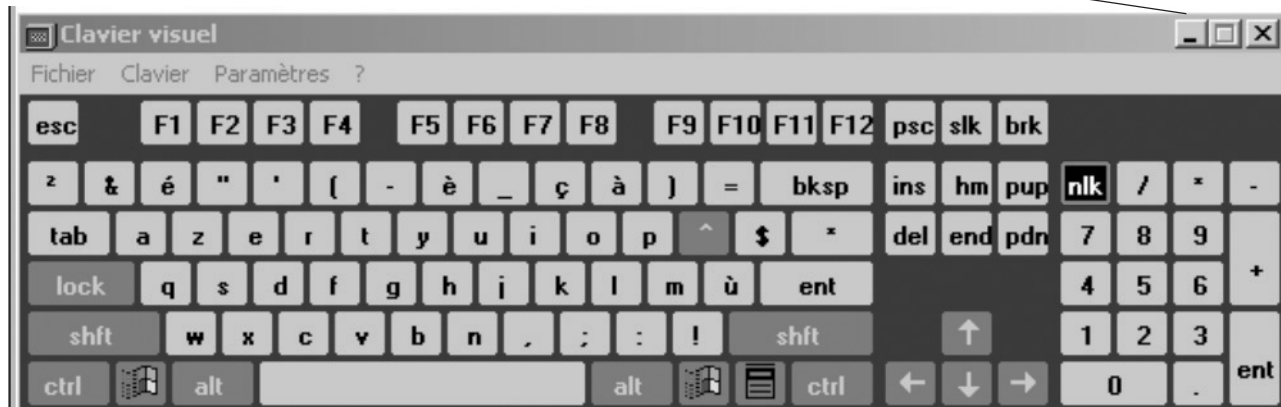 Clavier visuel
Fichier Clavier Paramètres ?
esc F1 F2 F3 F4 F5 F6 F7 F8 F9 F10 F11 F12 psc slk brk
² & é " ' ( - è _ ç à ) = bksp ins hm pup nlk / * -
tab a z e r t y u i o p ^ $ * del end pdn 7 8 9 +
lock q s d f g h j k l m ù ent 4 5 6
shft w x c v b n , ; : ! shft ↑ 1 2 3 ent
ctrl alt alt ctrl ← ↓ → 0 .